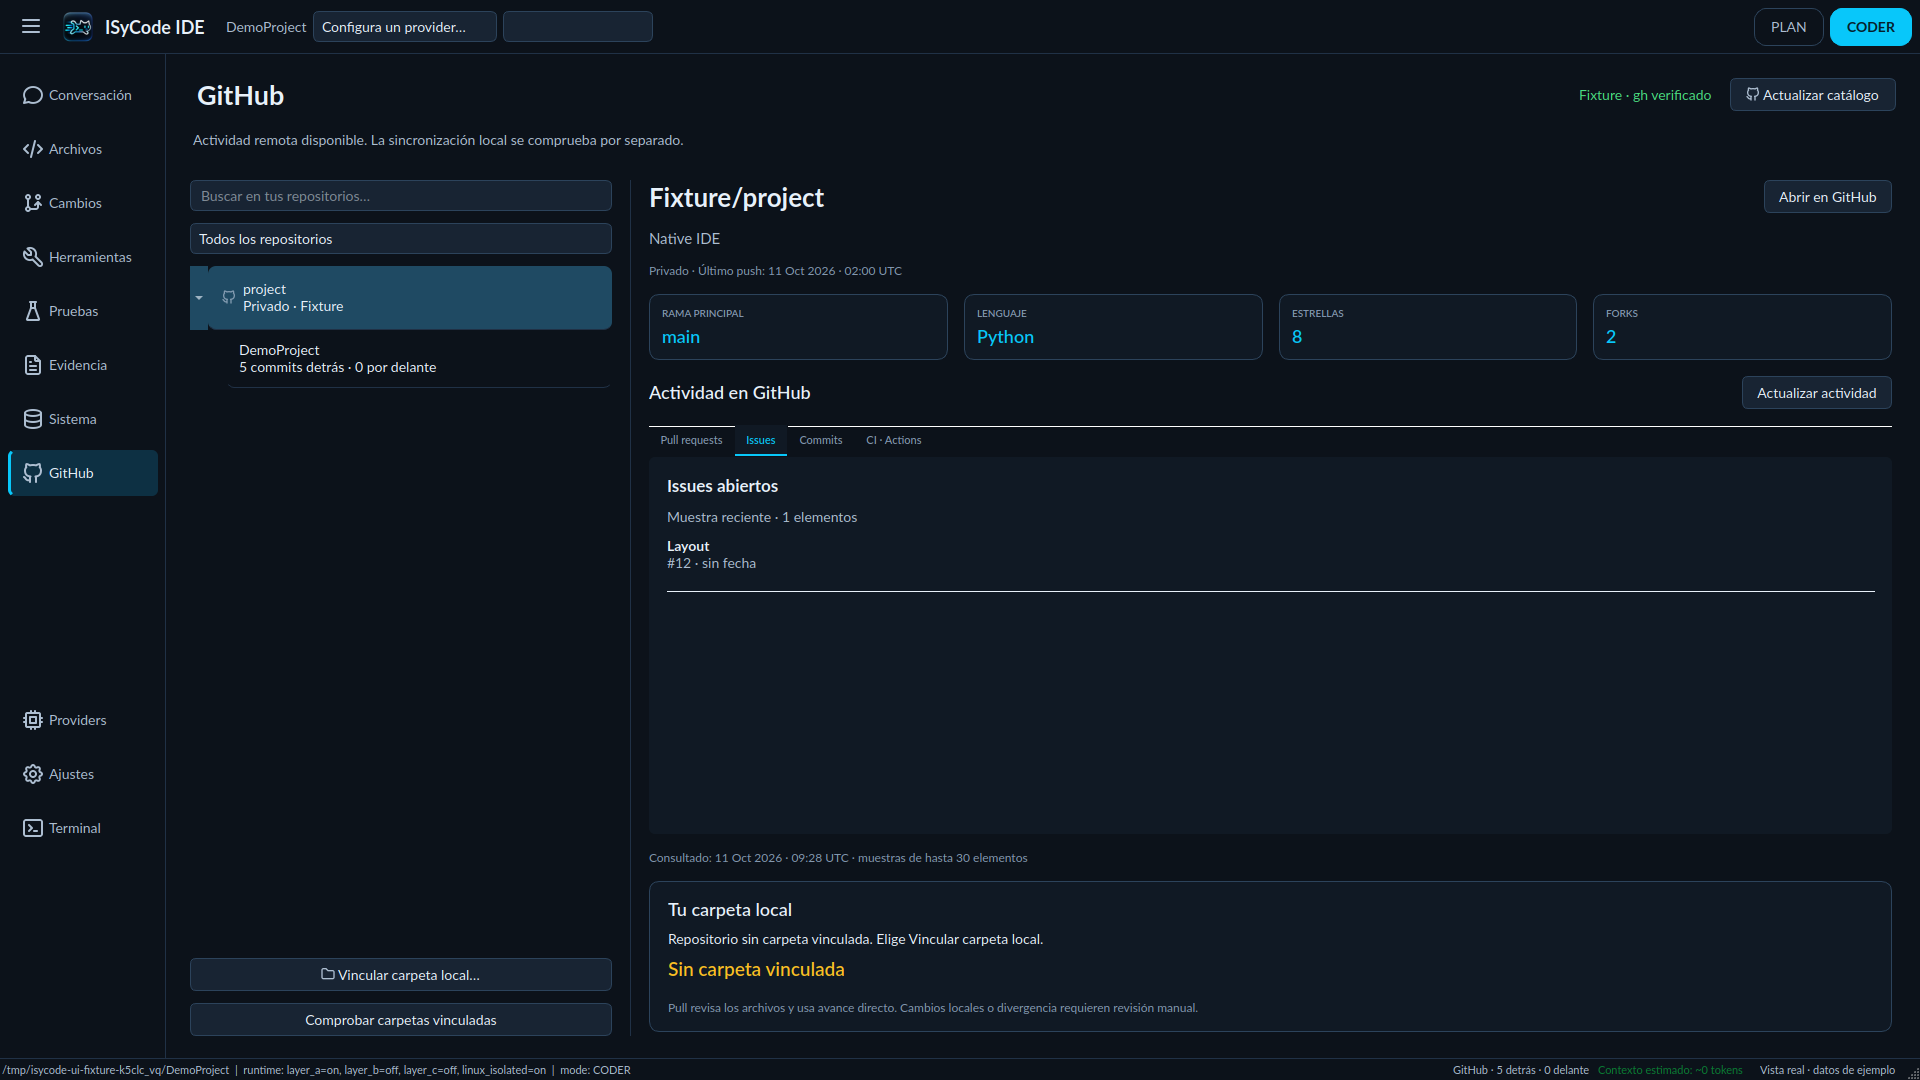 ISyCode IDE
DemoProject
Configura un provider...
PLAN
CODER
Conversación
Archivos
Cambios
Herramientas
Pruebas
Evidencia
Sistema
GitHub
Providers
Ajustes
Terminal
GitHub
Fixture · gh verificado
Actualizar catálogo
Actividad remota disponible. La sincronización local se comprueba por separado.
Buscar en tus repositorios...
Todos los repositorios
project
Privado · Fixture
DemoProject
5 commits detrás · 0 por delante
Vincular carpeta local...
Comprobar carpetas vinculadas
Fixture/project
Abrir en GitHub
Native IDE
Privado · Último push: 11 Oct 2026 · 02:00 UTC
RAMA PRINCIPAL
main
LENGUAJE
Python
ESTRELLAS
8
FORKS
2
Actividad en GitHub
Actualizar actividad
Pull requests
Issues
Commits
CI · Actions
Issues abiertos
Muestra reciente · 1 elementos
Layout
#12 · sin fecha
Consultado: 11 Oct 2026 · 09:28 UTC · muestras de hasta 30 elementos
Tu carpeta local
Repositorio sin carpeta vinculada. Elige Vincular carpeta local.
Sin carpeta vinculada
Pull revisa los archivos y usa avance directo. Cambios locales o divergencia requieren revisión manual.
/tmp/isycode-ui-fixture-k5clc_vq/DemoProject | runtime: layer_a=on, layer_b=off, layer_c=off, linux_isolated=on | mode: CODER
GitHub · 5 detrás · 0 delante
Contexto estimado: ~0 tokens
Vista real · datos de ejemplo